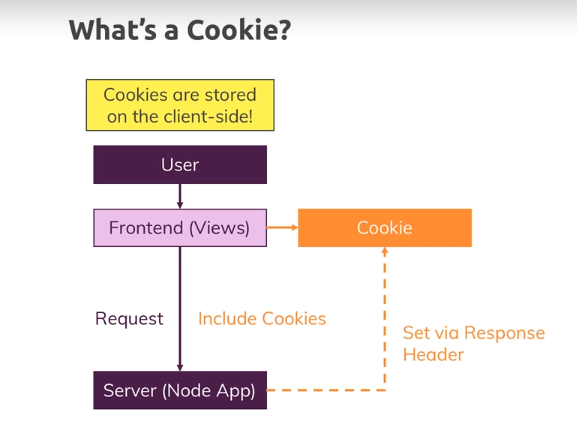 What's a Cookie?
Cookies are stored
on the client-side!
User
Frontend (Views)
Cookie
Request
Include Cookies
Set via Response
Header
Server (Node App)